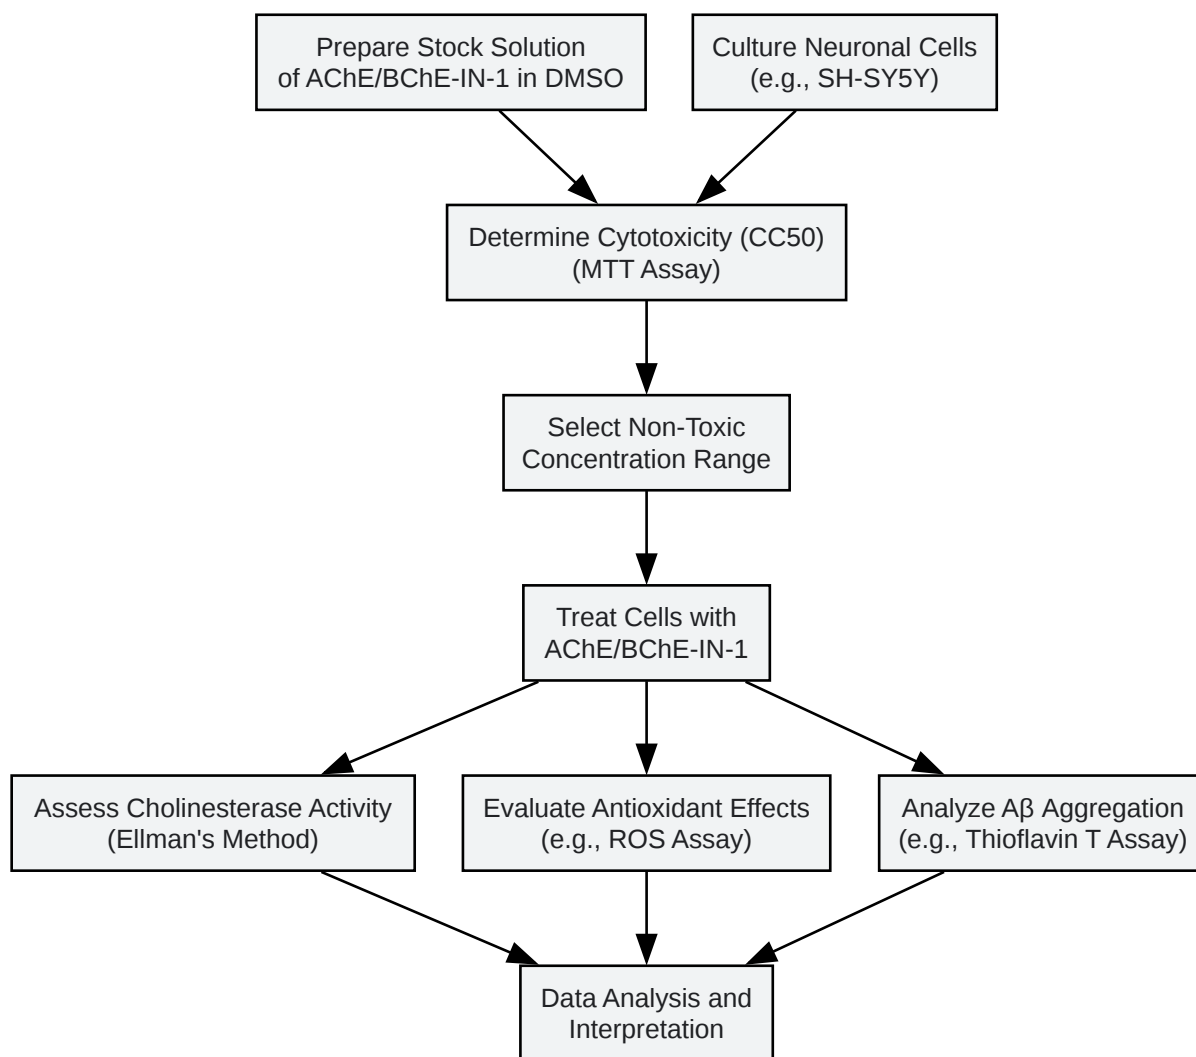 Prepare Stock Solution
of AChE/BChE-IN-1 in DMSO
Culture Neuronal Cells
(e.g., SH-SY5Y)
Determine Cytotoxicity (CC50)
(MTT Assay)
Select Non-Toxic
Concentration Range
Treat Cells with
AChE/BChE-IN-1
Assess Cholinesterase Activity
(Ellman's Method)
Evaluate Antioxidant Effects
(e.g., ROS Assay)
Analyze Aβ Aggregation
(e.g., Thioflavin T Assay)
Data Analysis and
Interpretation